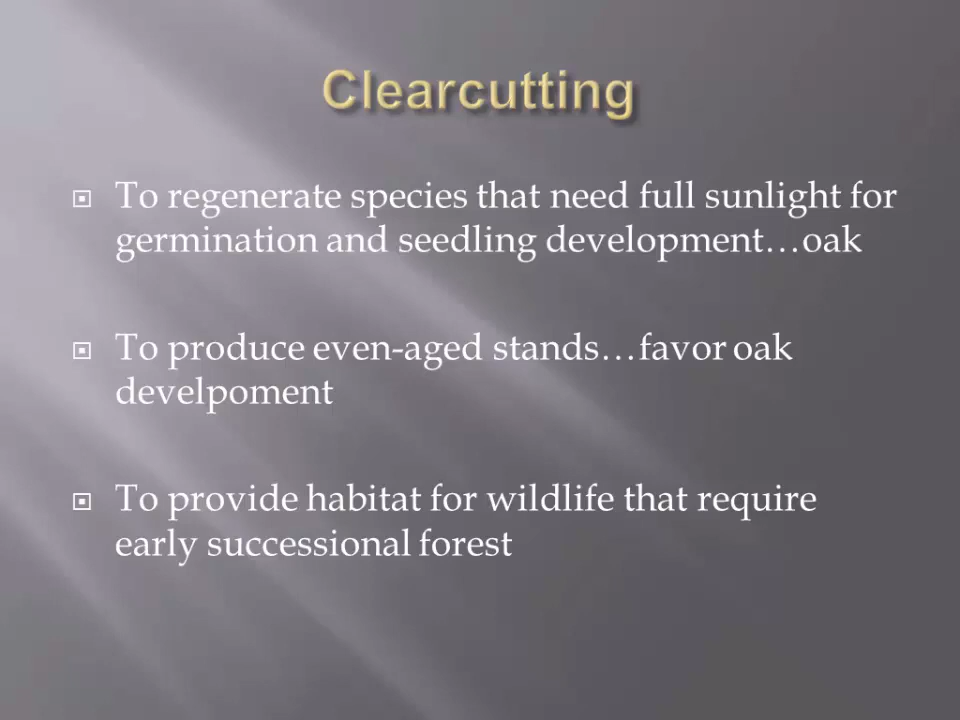 Clearcutting
To regenerate species that need full sunlight for
germination and seedling development…oak
To produce even-aged stands…favor oak
develpoment
To provide habitat for wildlife that require
early successional forest